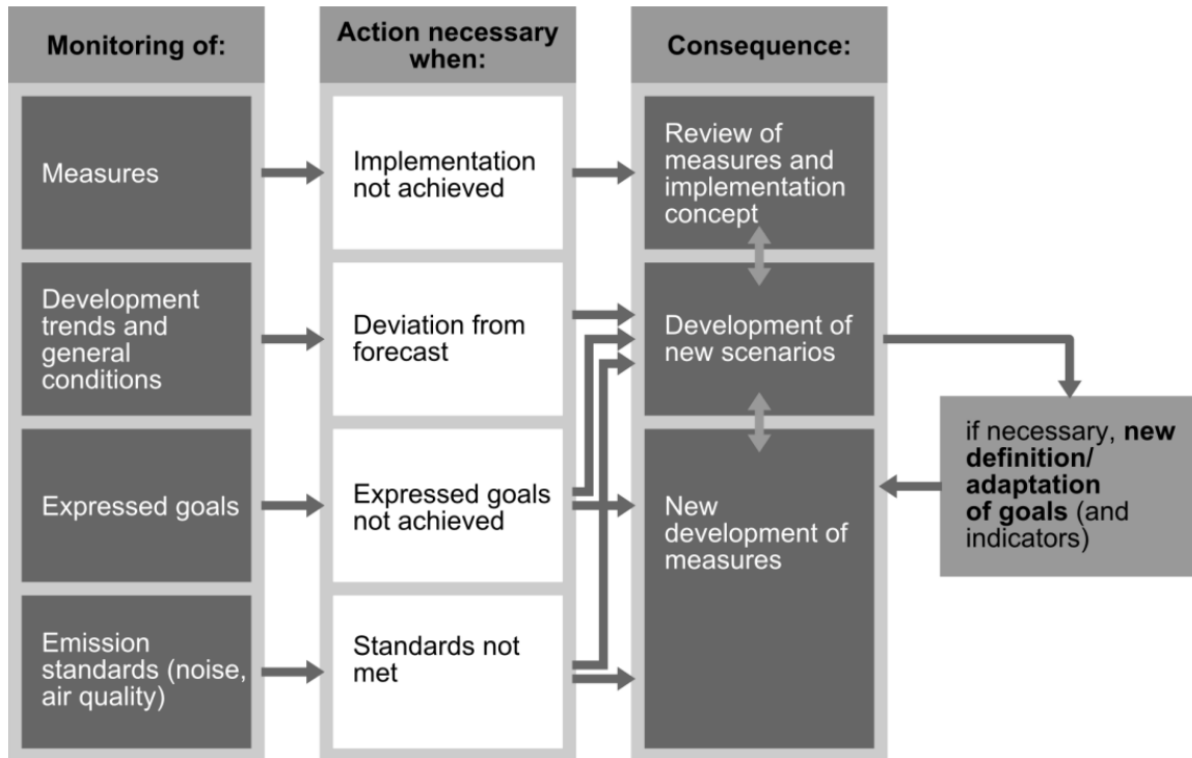 Monitoring of:
Action necessary
when:
Consequence:
Measures
Implementation
not achieved
Review of
measures and
implementation
concept
Development
trends and
general
conditions
Deviation from
forecast
Development of
new scenarios
if necessary, new
definition/
adaptation
of goals (and
indicators)
Expressed goals
Expressed goals
not achieved
New
development of
measures
Emission
standards (noise,
air quality)
Standards not
met